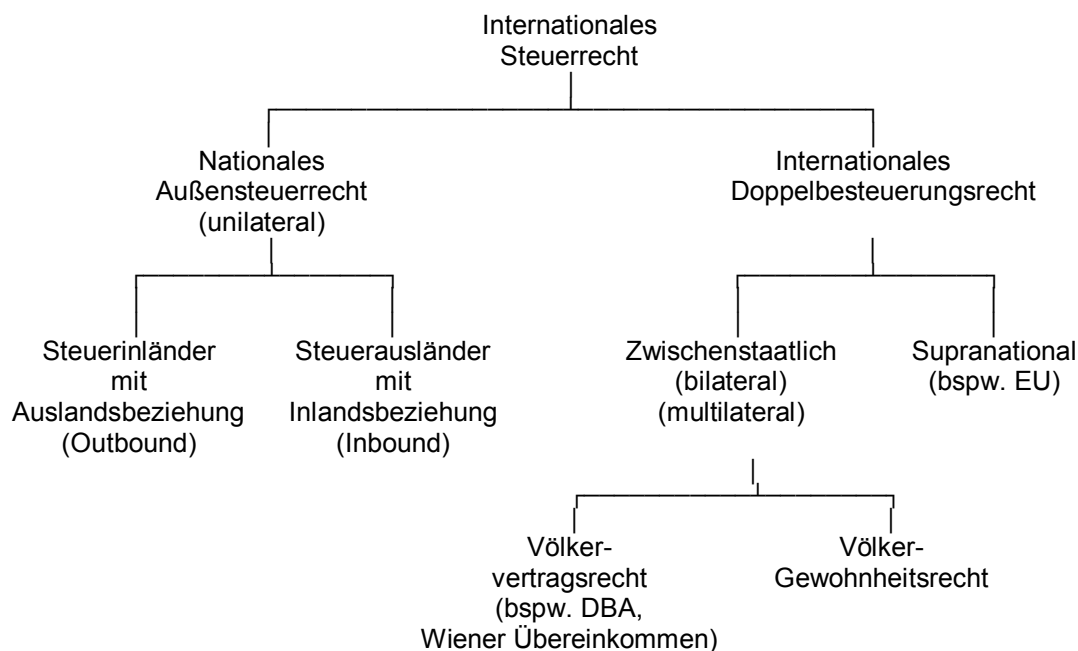 Internationales
Steuerrecht
Nationales
Außensteuerrecht
(unilateral)
Internationales
Doppelbesteuerungsrecht
Steuerinländer
mit
Auslandsbeziehung
(Outbound)
Steuerausländer
mit
Inlandsbeziehung
(Inbound)
Zwischenstaatlich
(bilateral)
(multilateral)
Supranational
(bspw. EU)
Völker-
vertragsrecht
(bspw. DBA,
Wiener Übereinkommen)
Völker-
Gewohnheitsrecht